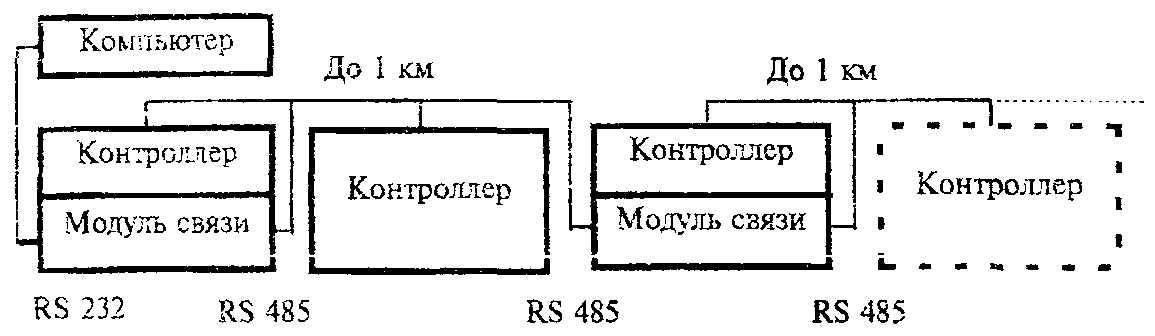 Компьютер
До 1 км
До 1 км
Контроллер
Модуль связи
Контроллер
Контроллер
Модуль связи
Контроллер
RS 232
RS 485
RS 485
RS 485